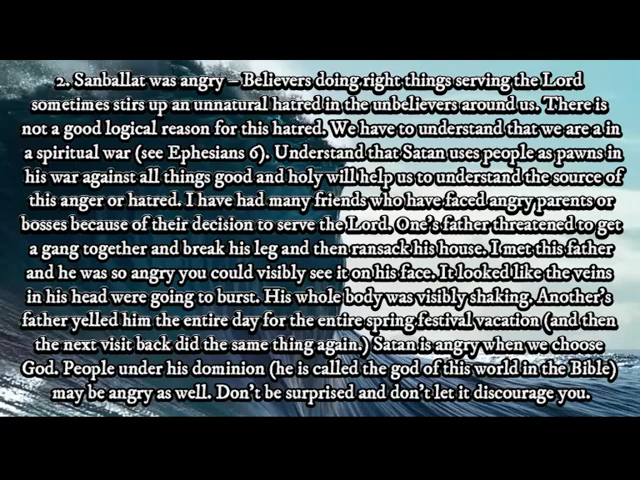 2. Sanballat was angry – Believers doing right things serving the Lord
sometimes stirs up an unnatural hatred in the unbelievers around us. There is
not a good logical reason for this hatred. We have to understand that we are a in
a spiritual war (see Ephesians 6). Understand that Satan uses people as pawns in
his war against all things good and holy will help us to understand the source of
this anger or hatred. I have had many friends who have faced angry parents or
bosses because of their decision to serve the Lord. One's father threatened to get
a gang together and break his leg and then ransack his house. I met this father
and he was so angry you could visibly see it on his face. It looked like the veins
in his head were going to burst. His whole body was visibly shaking. Another's
father yelled him the entire day for the entire spring festival vacation (and then
the next visit back did the same thing again.) Satan is angry when we choose
God. People under his dominion (he is called the god of this world in the Bible)
may be angry as well. Don't be surprised and don't let it discourage you.